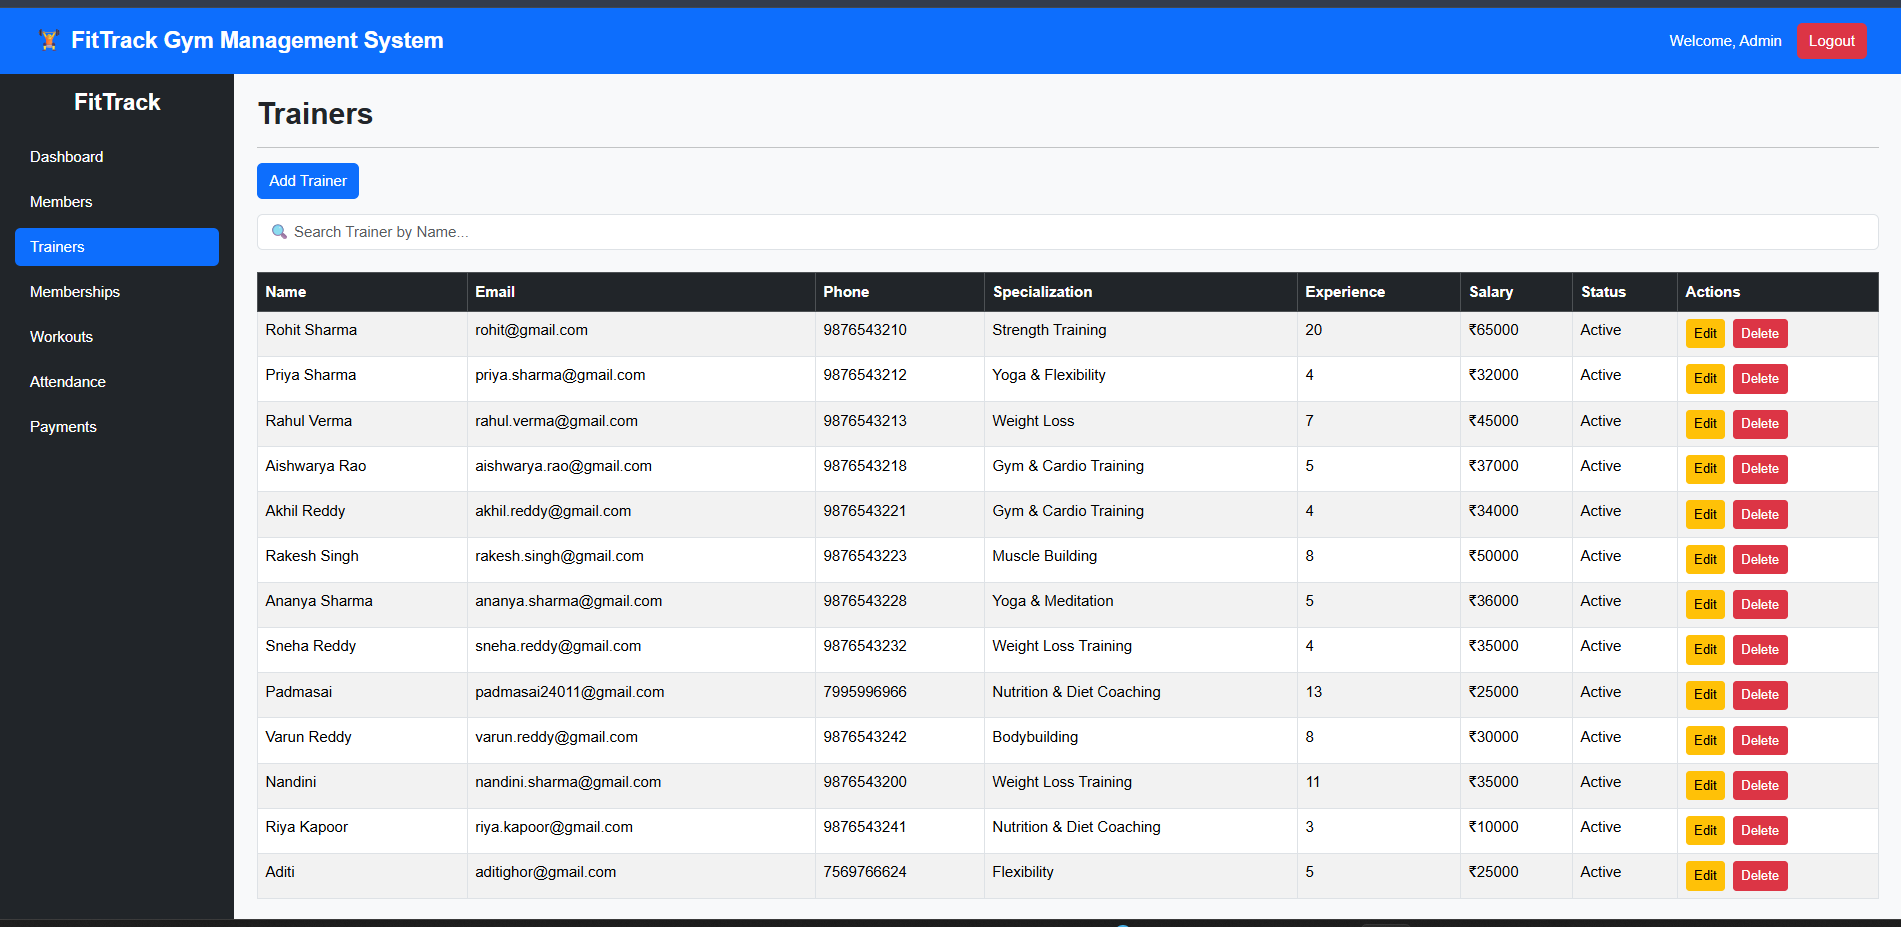 FitTrack Gym Management System
Welcome, Admin Logout
FitTrack
Dashboard
Members
Trainers
Memberships
Workouts
Attendance
Payments
Trainers
Add Trainer
Search Trainer by Name...
Name Email Phone Specialization Experience Salary Status Actions
Rohit Sharma rohit@gmail.com 9876543210 Strength Training 20 ₹65000 Active Edit Delete
Priya Sharma priya.sharma@gmail.com 9876543212 Yoga & Flexibility 4 ₹32000 Active Edit Delete
Rahul Verma rahul.verma@gmail.com 9876543213 Weight Loss 7 ₹45000 Active Edit Delete
Aishwarya Rao aishwarya.rao@gmail.com 9876543218 Gym & Cardio Training 5 ₹37000 Active Edit Delete
Akhil Reddy akhil.reddy@gmail.com 9876543221 Gym & Cardio Training 4 ₹34000 Active Edit Delete
Rakesh Singh rakesh.singh@gmail.com 9876543223 Muscle Building 8 ₹50000 Active Edit Delete
Ananya Sharma ananya.sharma@gmail.com 9876543228 Yoga & Meditation 5 ₹36000 Active Edit Delete
Sneha Reddy sneha.reddy@gmail.com 9876543232 Weight Loss Training 4 ₹35000 Active Edit Delete
Padmasai padmasai24011@gmail.com 7995996966 Nutrition & Diet Coaching 13 ₹25000 Active Edit Delete
Varun Reddy varun.reddy@gmail.com 9876543242 Bodybuilding 8 ₹30000 Active Edit Delete
Nandini nandini.sharma@gmail.com 9876543200 Weight Loss Training 11 ₹35000 Active Edit Delete
Riya Kapoor riya.kapoor@gmail.com 9876543241 Nutrition & Diet Coaching 3 ₹10000 Active Edit Delete
Aditi aditighor@gmail.com 7569766624 Flexibility 5 ₹25000 Active Edit Delete